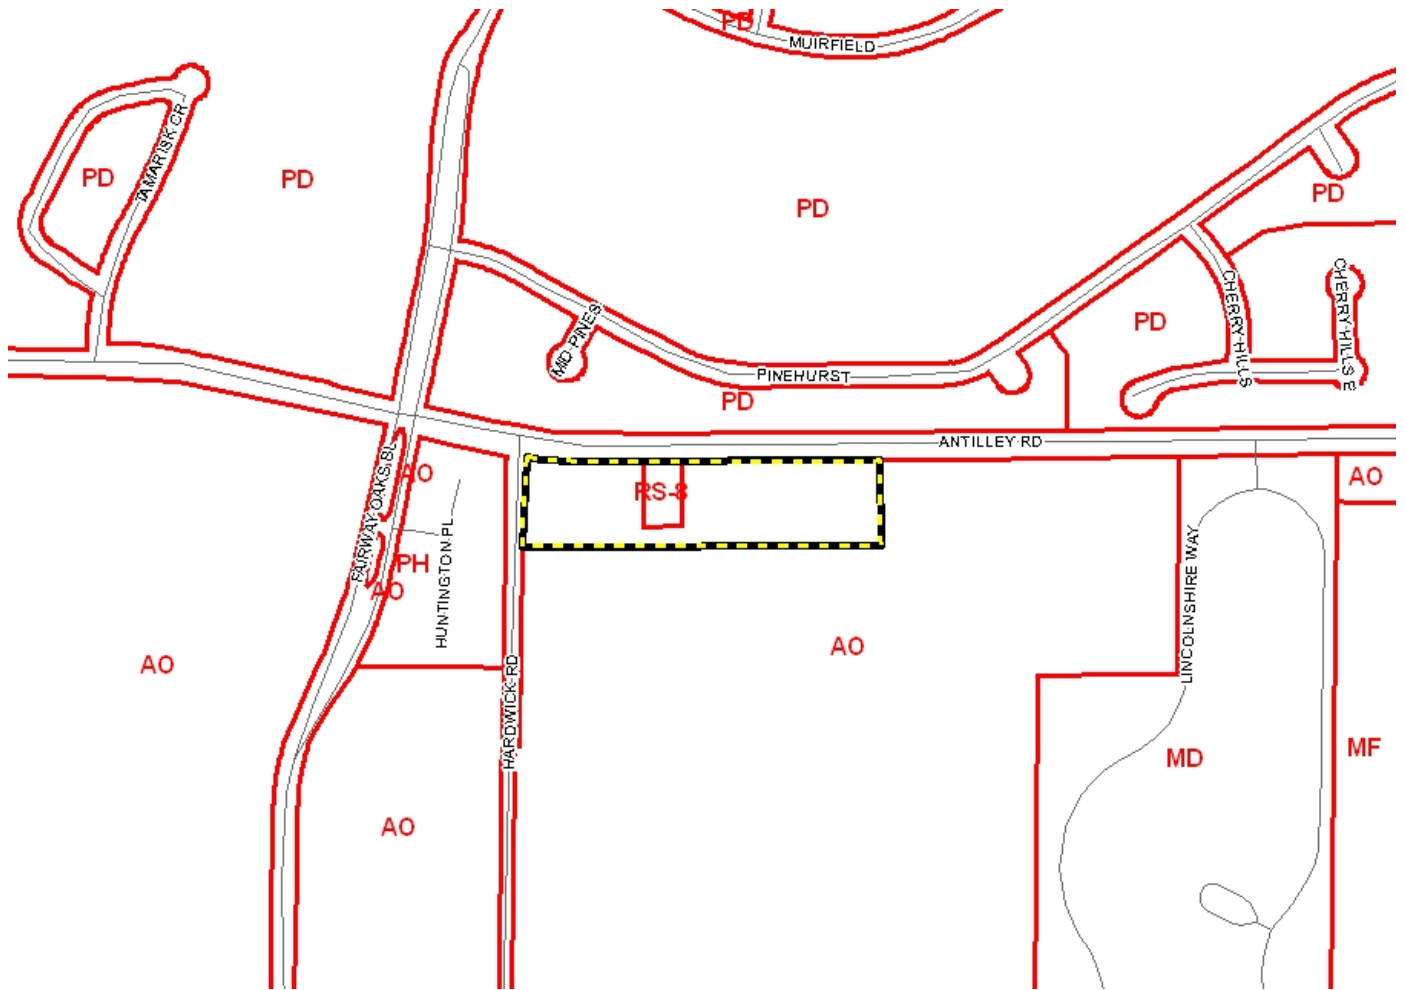 PD
MUIRFIELD
TAMARISK CR
PD
PD
PD
PD
CHERRY HILLS
CHERRY HILLS E
MD PINES
PD
PINEHURST
PD
ANTILLEY RD
FAIRWAY OAKS BL
AO
RS-8
AO
HUNTINGTON PL
PH
AO
LINCOLNSHIRE WAY
AO
AO
HARDWICK RD
MD
MF
AO